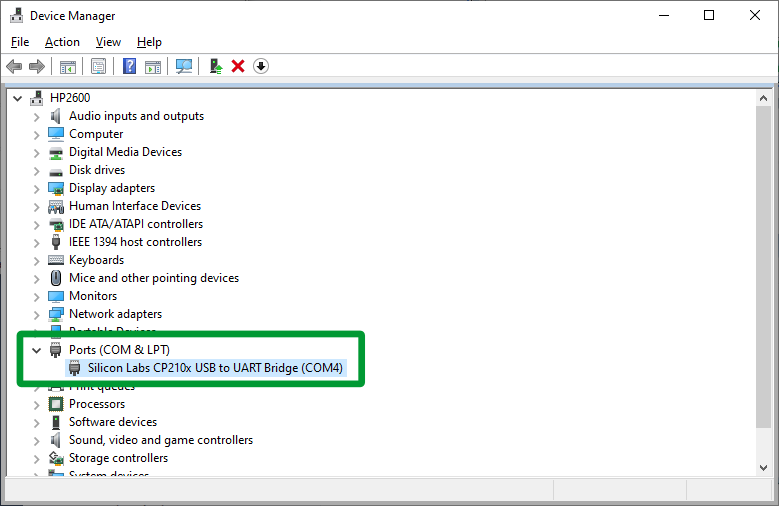 Device Manager
File Action View Help
HP2600
Audio inputs and outputs
Computer
Digital Media Devices
Disk drives
Display adapters
Human Interface Devices
IDE ATA/ATAPI controllers
IEEE 1394 host controllers
Keyboards
Mice and other pointing devices
Monitors
Network adapters
Portable Devices
Ports (COM & LPT)
Silicon Labs CP210x USB to UART Bridge (COM4)
Print queues
Processors
Software devices
Sound, video and game controllers
Storage controllers
System devices